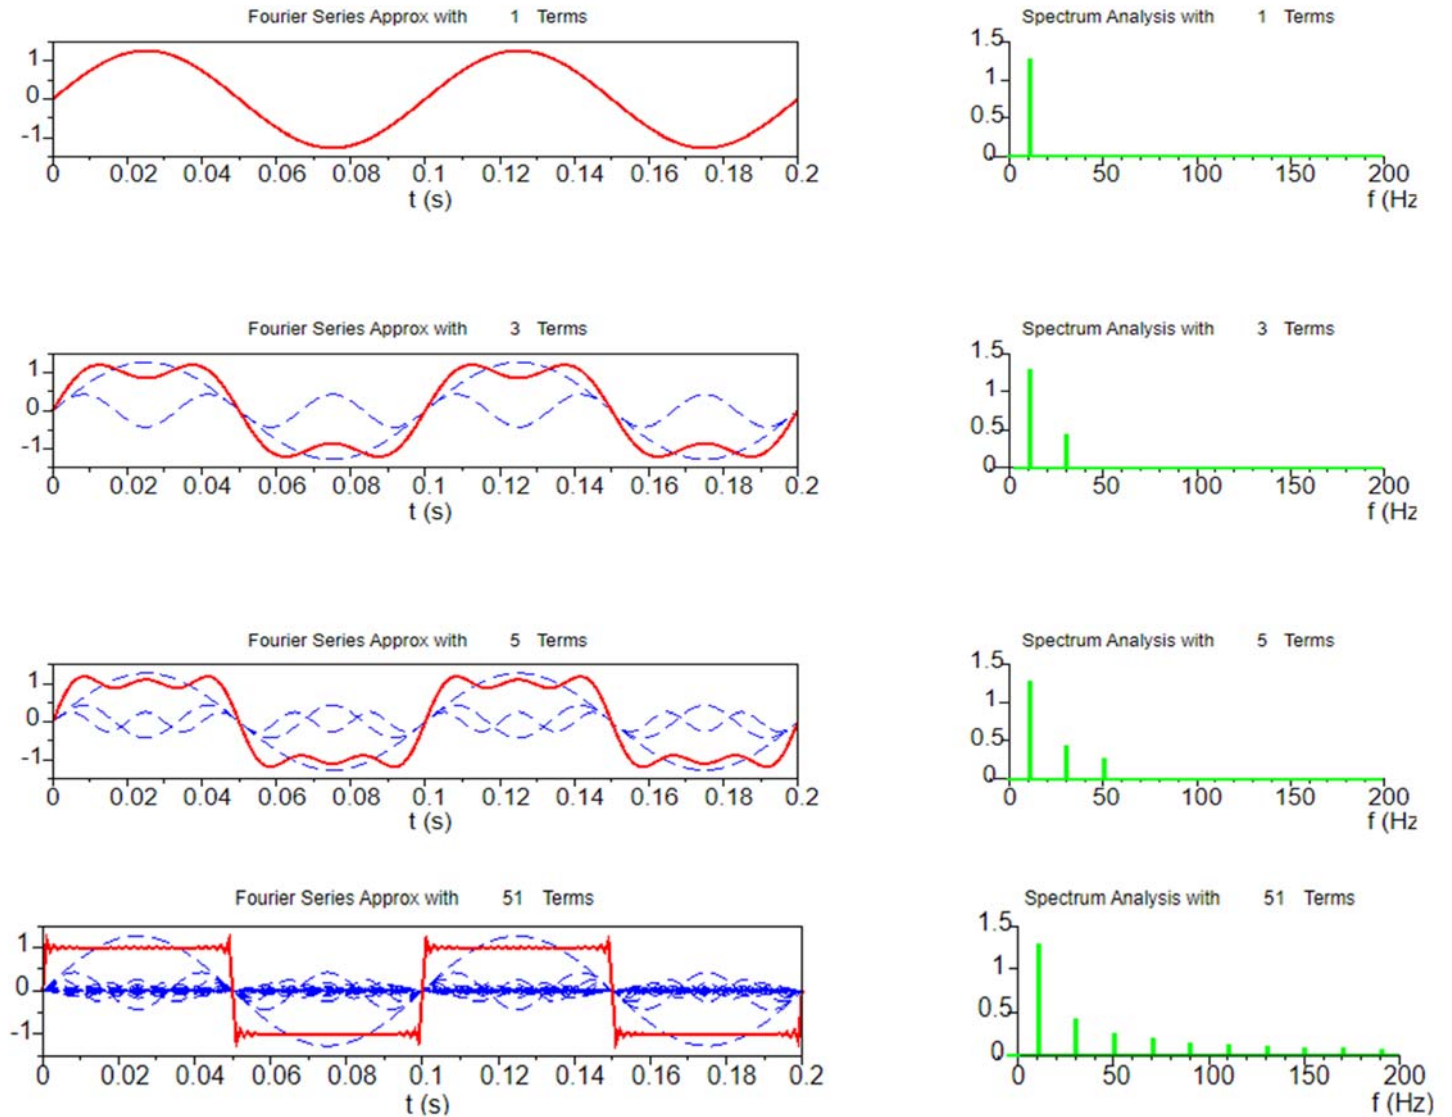 Fourier Series Approx with 1 Terms
1
0
-1
0 0.02 0.04 0.06 0.08 0.1 0.12 0.14 0.16 0.18 0.2
t (s)
Spectrum Analysis with 1 Terms
1.5
1
0.5
0
0 50 100 150 200
f (Hz
Fourier Series Approx with 3 Terms
1
0
-1
0 0.02 0.04 0.06 0.08 0.1 0.12 0.14 0.16 0.18 0.2
t (s)
Spectrum Analysis with 3 Terms
1.5
1
0.5
0
0 50 100 150 200
f (Hz
Fourier Series Approx with 5 Terms
1
0
-1
0 0.02 0.04 0.06 0.08 0.1 0.12 0.14 0.16 0.18 0.2
t (s)
Spectrum Analysis with 5 Terms
1.5
1
0.5
0
0 50 100 150 200
f (Hz
Fourier Series Approx with 51 Terms
1
0
-1
0 0.02 0.04 0.06 0.08 0.1 0.12 0.14 0.16 0.18 0.2
t (s)
Spectrum Analysis with 51 Terms
1.5
1
0.5
0
0 50 100 150 200
f (Hz)